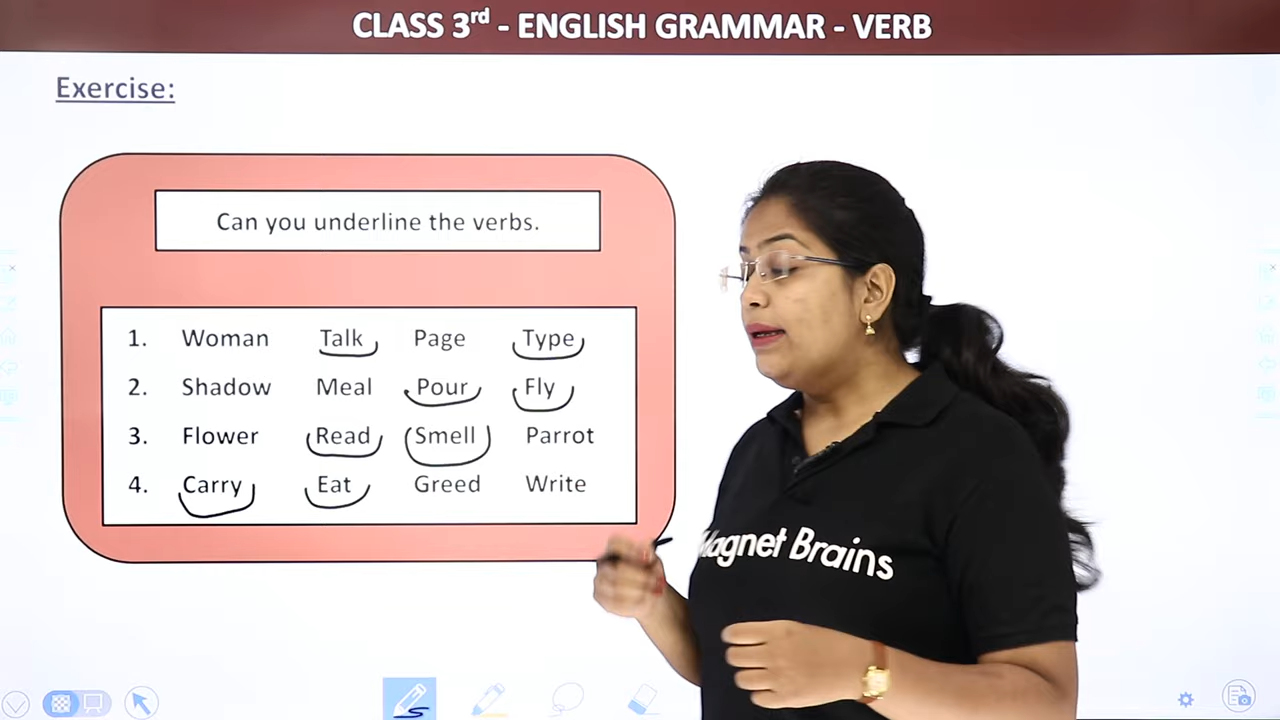 CLASS 3rd - ENGLISH GRAMMAR - VERB
Exercise:
Can you underline the verbs.
1. Woman Talk Page Type
2. Shadow Meal Pour Fly
3. Flower Read Smell Parrot
4. Carry Eat Greed Write
Magnet Brains